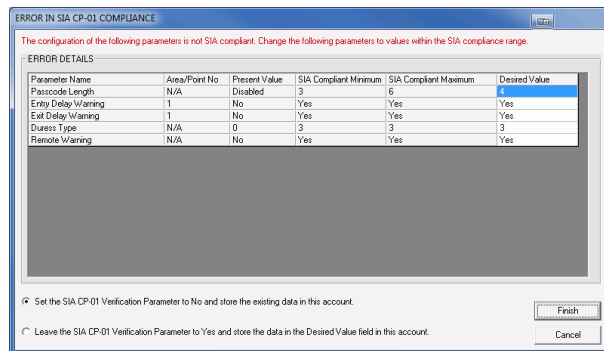 ERROR IN SIA CP-01 COMPLIANCE
The configuration of the following parameters is not SIA compliant. Change the following parameters to values within the SIA compliance range.
ERROR DETAILS
Parameter Name Area/Point No Present Value SIA Compliant Minimum SIA Compliant Maximum Desired Value
Passcode Length N/A Disabled 3 6 4
Entry Delay Warning 1 No Yes Yes Yes
Exit Delay Warning 1 No Yes Yes Yes
Duress Type N/A 0 3 3 3
Remote Warning N/A No Yes Yes Yes
Set the SIA CP-01 Verification Parameter to No and store the existing data in this account.
Finish
Leave the SIA CP-01 Verification Parameter to Yes and store the data in the Desired Value field in this account.
Cancel